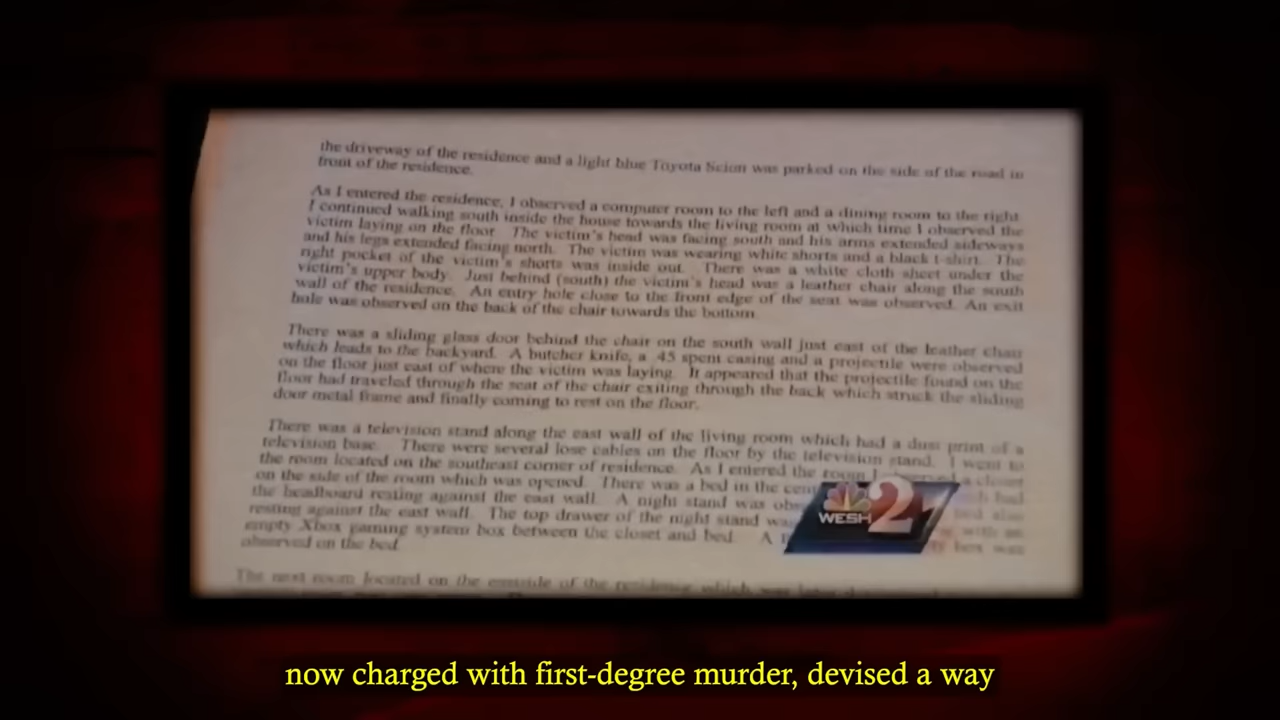 the driveway of the residence and a light blue Toyota Scion was parked on the side of the road in
front of the residence.
As I entered the residence, I observed a computer room to the left and a dining room to the right.
I continued walking south inside the house towards the living room at which time I observed the
victim laying on the floor. The victim's head was facing south and his arms extended sideways
and his legs extended facing north. The victim was wearing white shorts and a black t-shirt. The
right pocket of the victim's shorts was inside out. There was a white cloth sheet under the
victim's upper body. Just behind (south) the victim's head was a leather chair along the south
wall of the residence. An entry hole close to the front edge of the seat was observed. An exit
hole was observed on the back of the chair towards the bottom.
There was a sliding glass door behind the chair on the south wall just east of the leather chair
which leads to the backyard. A butcher knife, a .45 spent casing and a projectile were observed
on the floor just east of where the victim was laying. It appeared that the projectile found on the
floor had traveled through the seat of the chair exiting through the back which struck the sliding
door metal frame and finally coming to rest on the floor.
There was a television stand along the east wall of the living room which had a dust print of a
television base. There were several lose cables on the floor by the television stand. I went to
the room located on the southeast corner of residence. As I entered the room I observed a closet
on the side of the room which was opened. There was a bed in the
the headboard resting against the east wall. A night stand was
resting against the east wall. The top drawer of the night stand
empty Xbox gaming system box between the closet and bed. A
observed on the bed.
The next room located on the eastside of the residence which was later
WESH 2
now charged with first-degree murder, devised a way